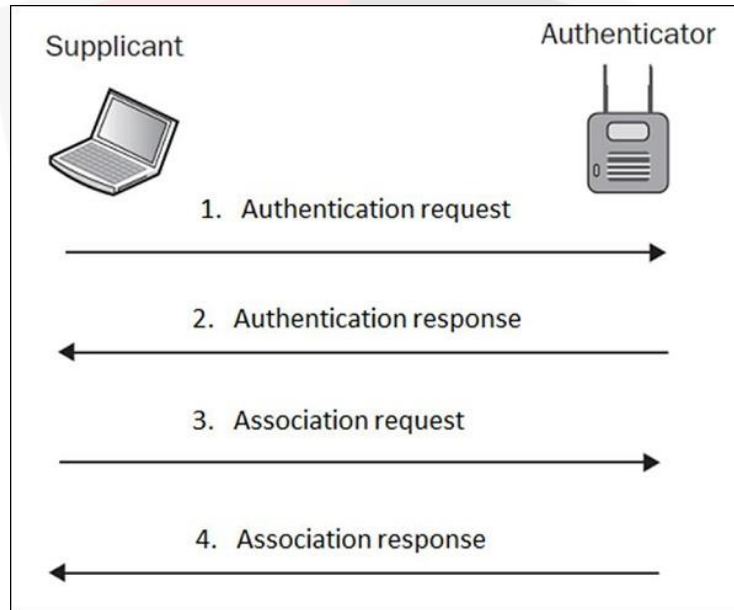 Supplicant
Authenticator
1. Authentication request
2. Authentication response
3. Association request
4. Association response